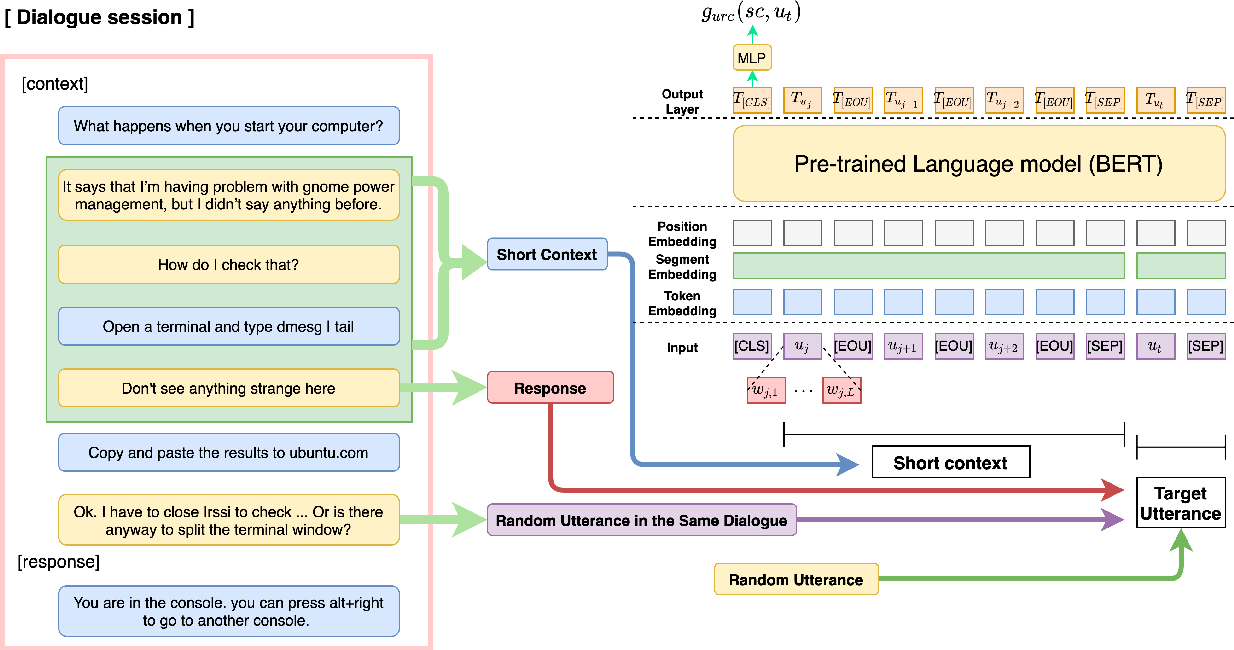 [ Dialogue session ]
[context]
What happens when you start your computer?
It says that I'm having problem with gnome power
management, but I didn't say anything before.
How do I check that?
Open a terminal and type dmesg I tail
Don't see anything strange here
Copy and paste the results to ubuntu.com
Ok. I have to close Irssi to check ... Or is there
anyway to split the terminal window?
[response]
You are in the console. you can press alt+right
to go to another console.
Short Context
Response
Random Utterance in the Same Dialogue
Random Utterance
g_{urc}(sc, u_t)
MLP
Output
Layer
T_{[CLS} T_{u_j} T_{[EOU]} T_{u_{j-1}} T_{[EOU]} T_{u_{j-2}} T_{[EOU]} T_{[SEP]} T_{u_t} T_{[SEP}
Pre-trained Language model (BERT)
Position
Embedding
Segment
Embedding
Token
Embedding
Input
[CLS] u_j [EOU] u_{j+1} [EOU] u_{j+2} [EOU] [SEP] u_t [SEP]
w_{j,1} ... w_{j,L}
Short context
Target
Utterance